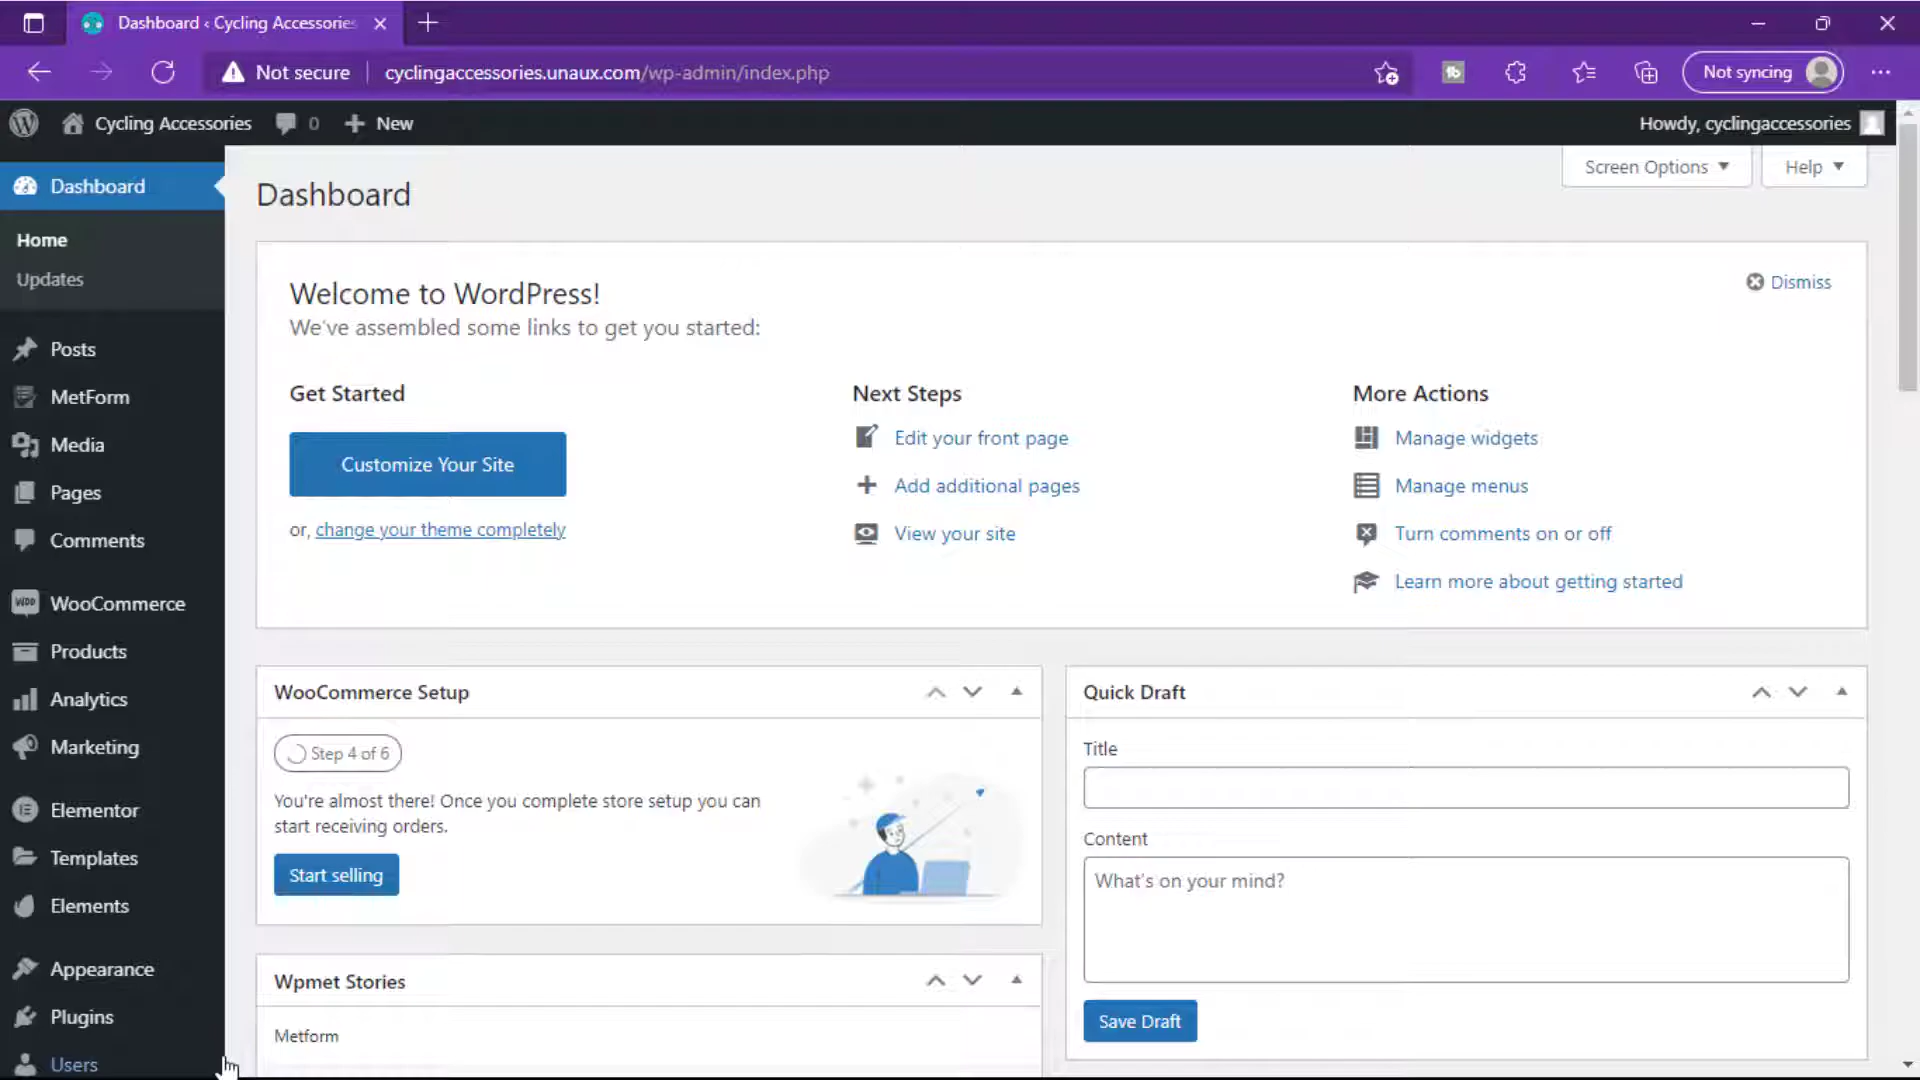 Dashboard ‹ Cycling Accessories
Not secure
cyclingaccessories.unaux.com/wp-admin/index.php
Not syncing
Cycling Accessories
0
New
Howdy, cyclingaccessories
Screen Options
Help
Dashboard
Home
Updates
Posts
MetForm
Media
Pages
Comments
WooCommerce
Products
Analytics
Marketing
Elementor
Templates
Elements
Appearance
Plugins
Users
Dashboard
Welcome to WordPress!
Dismiss
We've assembled some links to get you started:
Get Started
Customize Your Site
or, change your theme completely
Next Steps
Edit your front page
Add additional pages
View your site
More Actions
Manage widgets
Manage menus
Turn comments on or off
Learn more about getting started
WooCommerce Setup
Step 4 of 6
You're almost there! Once you complete store setup you can
start receiving orders.
Start selling
Wpmet Stories
Metform
Quick Draft
Title
Content
What's on your mind?
Save Draft